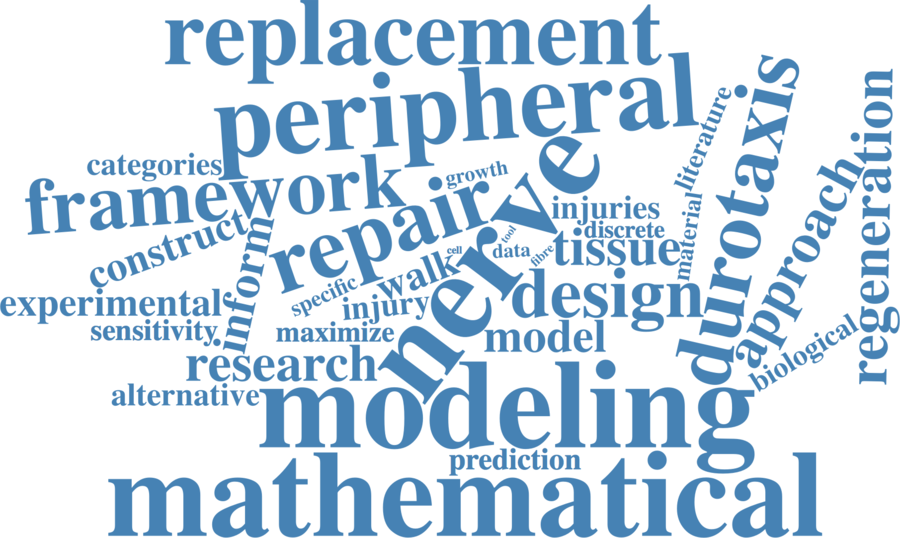 replacement
peripheral
categories
growth
literature
durotaxis
framework
repair
nerve
injuries
discrete
tissue
material
approach
regeneration
construct
inform
walk
cell
tool
data
fibre
experimental
specific
injury
design
sensitivity
maximize
model
biological
research
alternative
modeling
prediction
mathematical